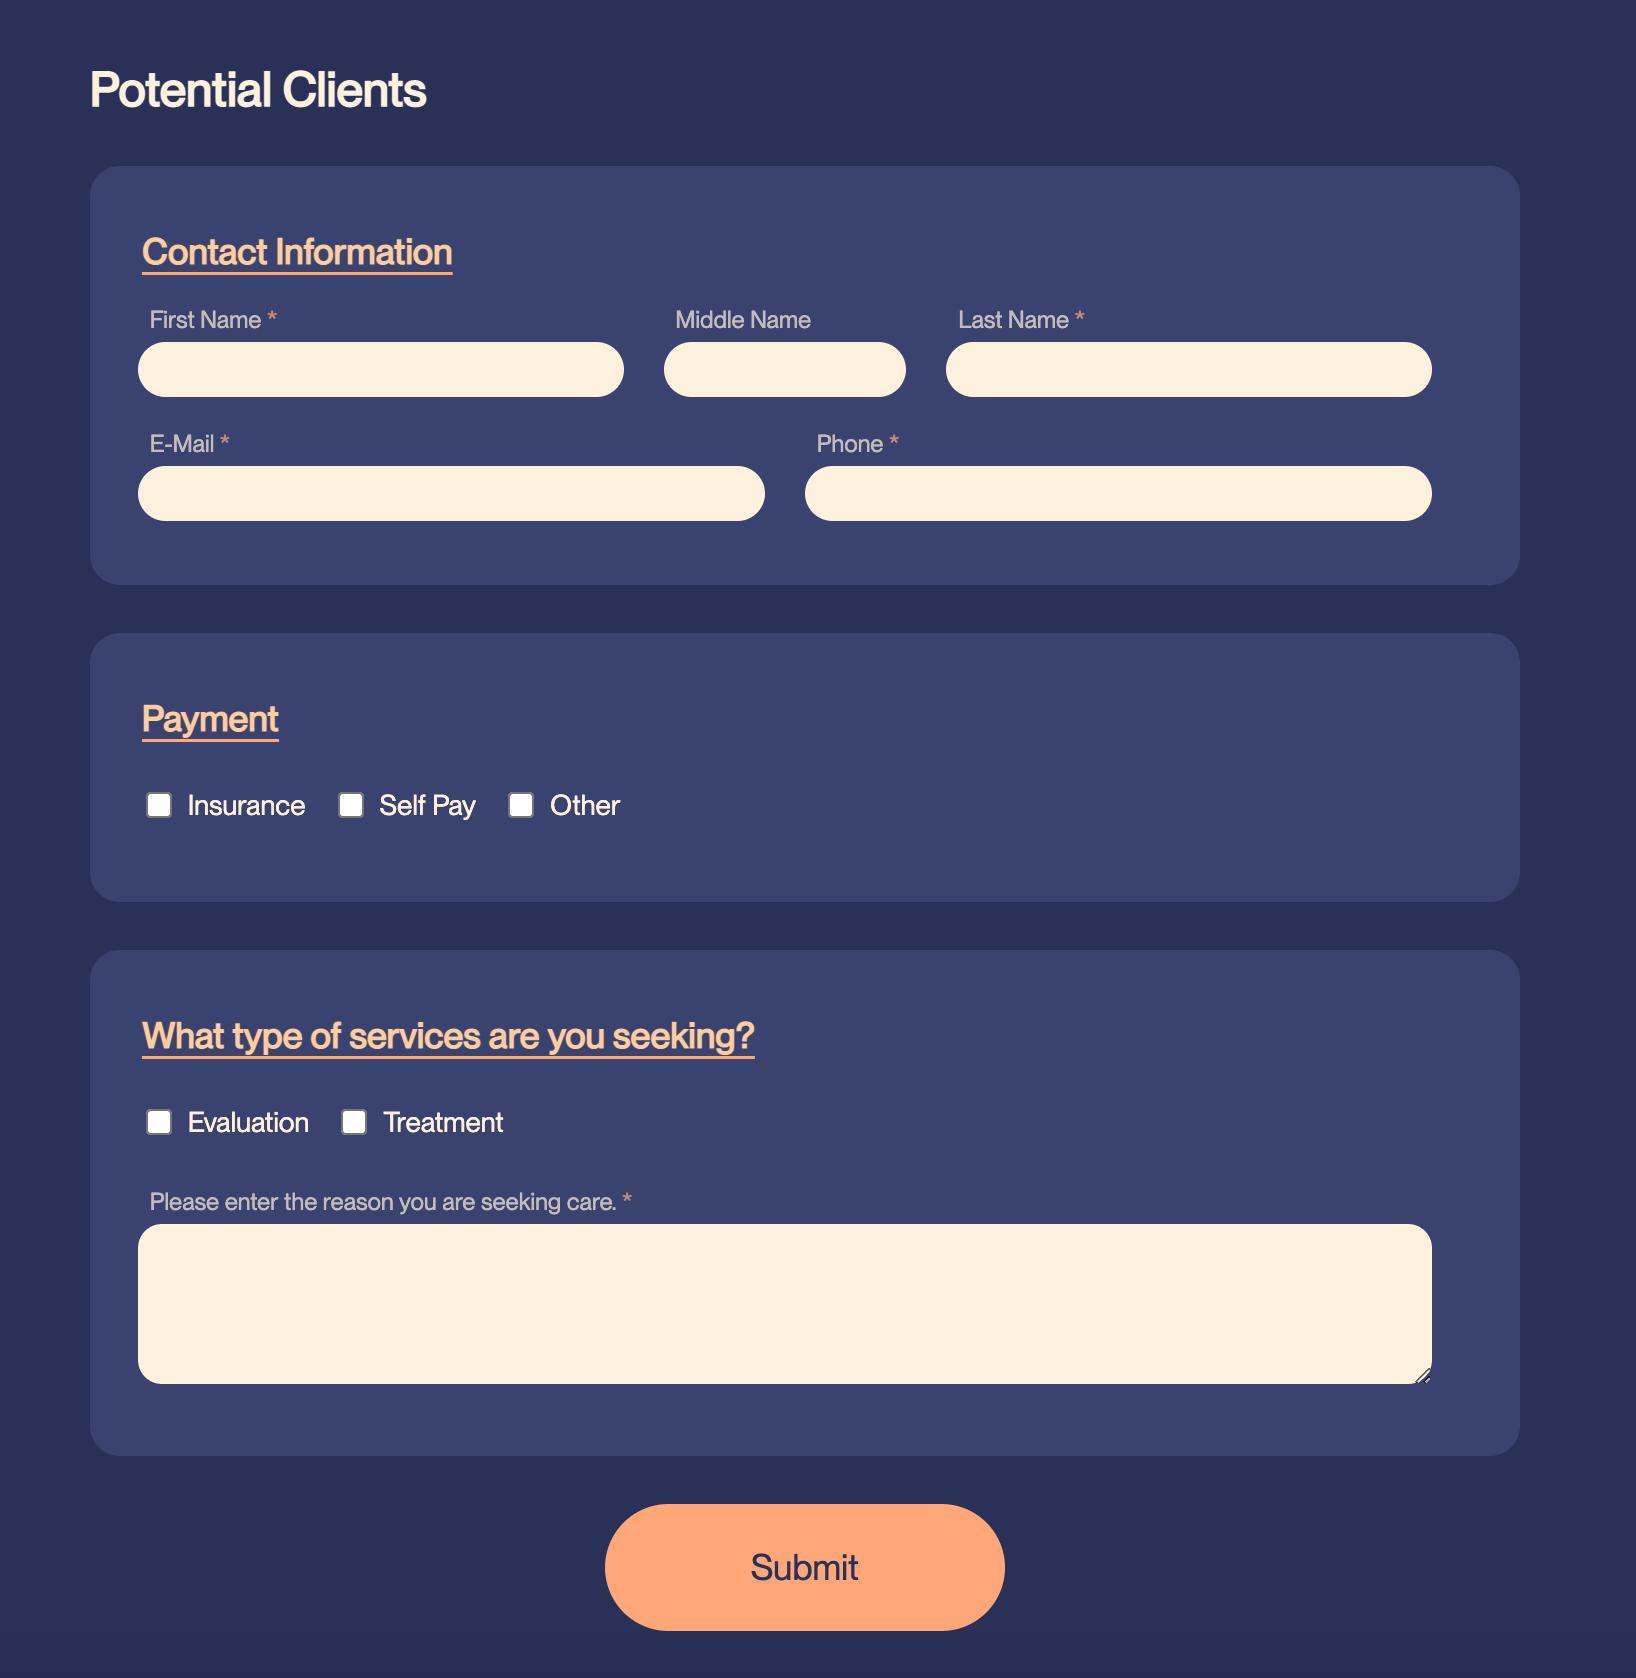 Potential Clients
Contact Information
First Name * Middle Name Last Name *
E-Mail * Phone *
Payment
Insurance Self Pay Other
What type of services are you seeking?
Evaluation Treatment
Please enter the reason you are seeking care. *
Submit